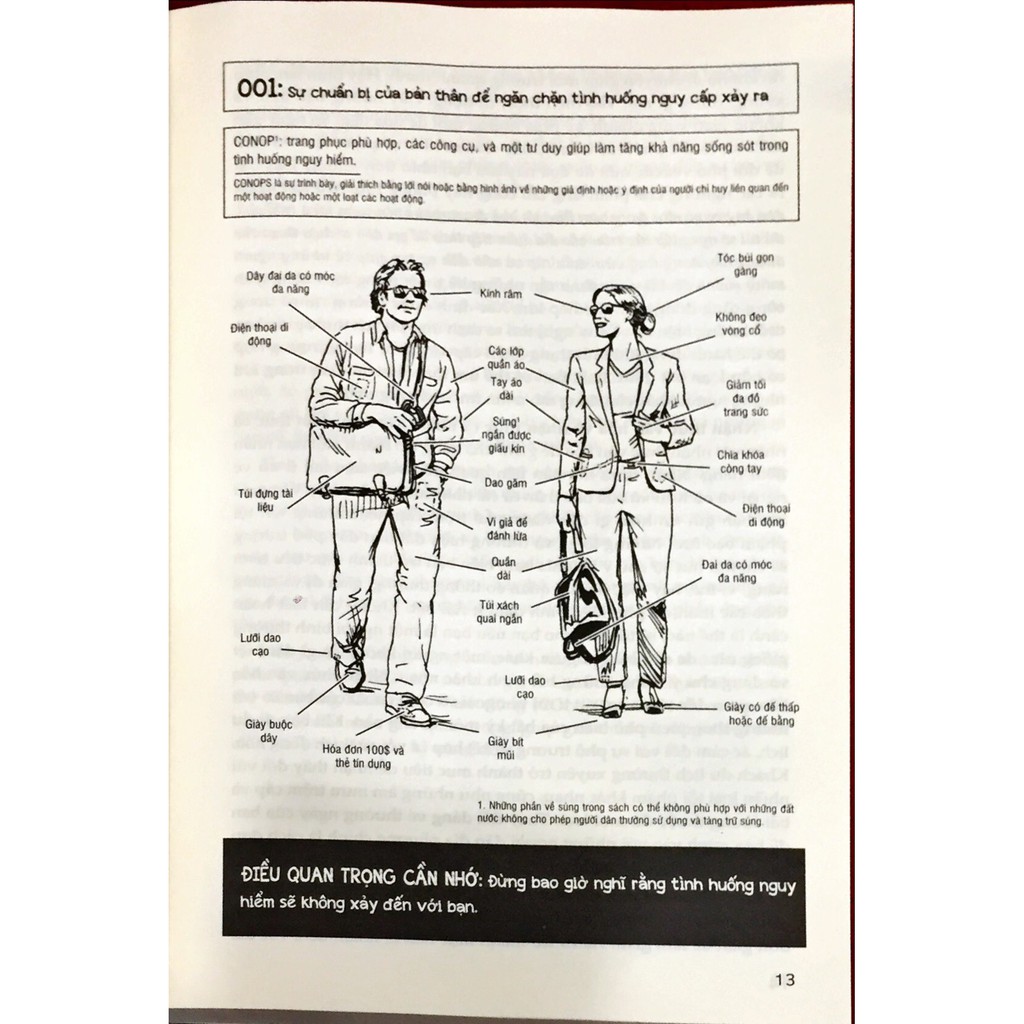 001: Sự chuẩn bị của bản thân để ngăn chặn tình huống nguy cấp xảy ra
CONOP¹: trang phục phù hợp, các công cụ, và một tư duy giúp làm tăng khả năng sống sót trong
tình huống nguy hiểm.
CONOPS là sự trình bày, giải thích bằng lời nói hoặc bằng hình ảnh về những giả định hoặc ý định của người chỉ huy liên quan đến
một hoạt động hoặc một loạt các hoạt động.
Dây đai da có móc
đa năng
Điện thoại di
động
Túi đựng tài
liệu
Lưỡi dao
cạo
Giày buộc
dây
Hóa đơn 100$ và
thẻ tín dụng
Kính râm
Các lớp
quần áo
Tay áo
dài
Súng¹
ngắn được
giấu kín
Dao găm
Ví giả để
đánh lừa
Quần
dài
Túi xách
quai ngắn
Lưỡi dao
cạo
Giày bít
mũi
Tóc búi gọn
gàng
Không đeo
vòng cổ
Giảm tối
đa đồ
trang sức
Chìa khóa
còng tay
Điện thoại
di động
Đai da có móc
đa năng
Giày có đế thấp
hoặc đế bằng
1. Những phần về súng trong sách có thể không phù hợp với những đất
nước không cho phép người dân thường sử dụng và tàng trữ súng.
ĐIỀU QUAN TRỌNG CẦN NHỚ: Đừng bao giờ nghĩ rằng tình huống nguy
hiểm sẽ không xảy đến với bạn.
13